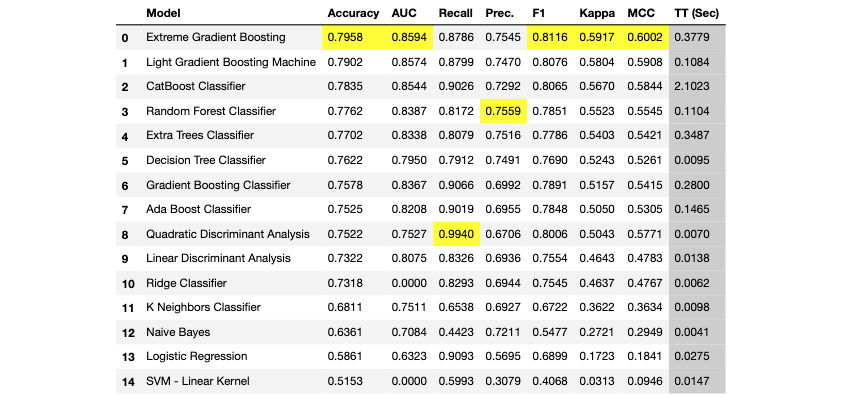 Model Accuracy AUC Recall Prec. F1 Kappa MCC TT (Sec)
0 Extreme Gradient Boosting 0.7958 0.8594 0.8786 0.7545 0.8116 0.5917 0.6002 0.3779
1 Light Gradient Boosting Machine 0.7902 0.8574 0.8799 0.7470 0.8076 0.5804 0.5908 0.1084
2 CatBoost Classifier 0.7835 0.8544 0.9026 0.7292 0.8065 0.5670 0.5844 2.1023
3 Random Forest Classifier 0.7762 0.8387 0.8172 0.7559 0.7851 0.5523 0.5545 0.1104
4 Extra Trees Classifier 0.7702 0.8338 0.8079 0.7516 0.7786 0.5403 0.5421 0.3487
5 Decision Tree Classifier 0.7622 0.7950 0.7912 0.7491 0.7690 0.5243 0.5261 0.0095
6 Gradient Boosting Classifier 0.7578 0.8367 0.9066 0.6992 0.7891 0.5157 0.5415 0.2800
7 Ada Boost Classifier 0.7525 0.8208 0.9019 0.6955 0.7848 0.5050 0.5305 0.1465
8 Quadratic Discriminant Analysis 0.7522 0.7527 0.9940 0.6706 0.8006 0.5043 0.5771 0.0070
9 Linear Discriminant Analysis 0.7322 0.8075 0.8326 0.6936 0.7554 0.4643 0.4783 0.0138
10 Ridge Classifier 0.7318 0.0000 0.8293 0.6944 0.7545 0.4637 0.4767 0.0062
11 K Neighbors Classifier 0.6811 0.7511 0.6538 0.6927 0.6722 0.3622 0.3634 0.0098
12 Naive Bayes 0.6361 0.7084 0.4423 0.7211 0.5477 0.2721 0.2949 0.0041
13 Logistic Regression 0.5861 0.6323 0.9093 0.5695 0.6899 0.1723 0.1841 0.0275
14 SVM - Linear Kernel 0.5153 0.0000 0.5993 0.3079 0.4068 0.0313 0.0946 0.0147